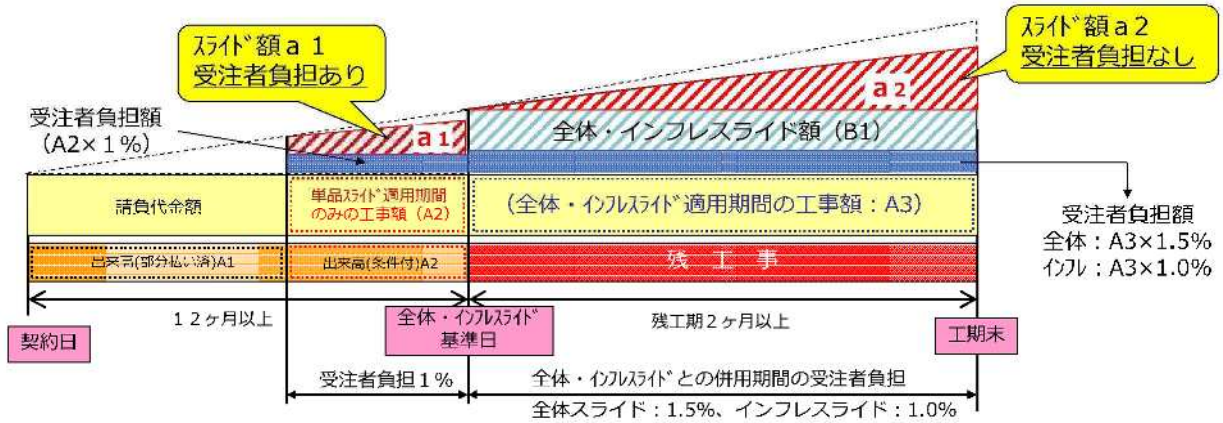 ｽﾗｲﾄﾞ額ａ１
受注者負担あり
ｽﾗｲﾄﾞ額ａ２
受注者負担なし
受注者負担額
（A2×１％）
ａ１
ａ２
全体・インフレスライド額（B1）
請負代金額
単品ｽﾗｲﾄﾞ適用期間
のみの工事額（A2）
（全体・ｲﾝﾌﾚｽﾗｲﾄﾞ適用期間の工事額：A3）
受注者負担額
全体：A3×1.5%
ｲﾝﾌﾚ：A3×1.0%
出来高(部分払い済)A1
出来高(条件付)A2
残　工　事
１２ヶ月以上
残工期２ヶ月以上
契約日
全体・ｲﾝﾌﾚｽﾗｲﾄﾞ
基準日
工期末
受注者負担１％
全体・ｲﾝﾌﾚｽﾗｲﾄﾞとの併用期間の受注者負担
全体スライド：1.5%、インフレスライド：1.0%